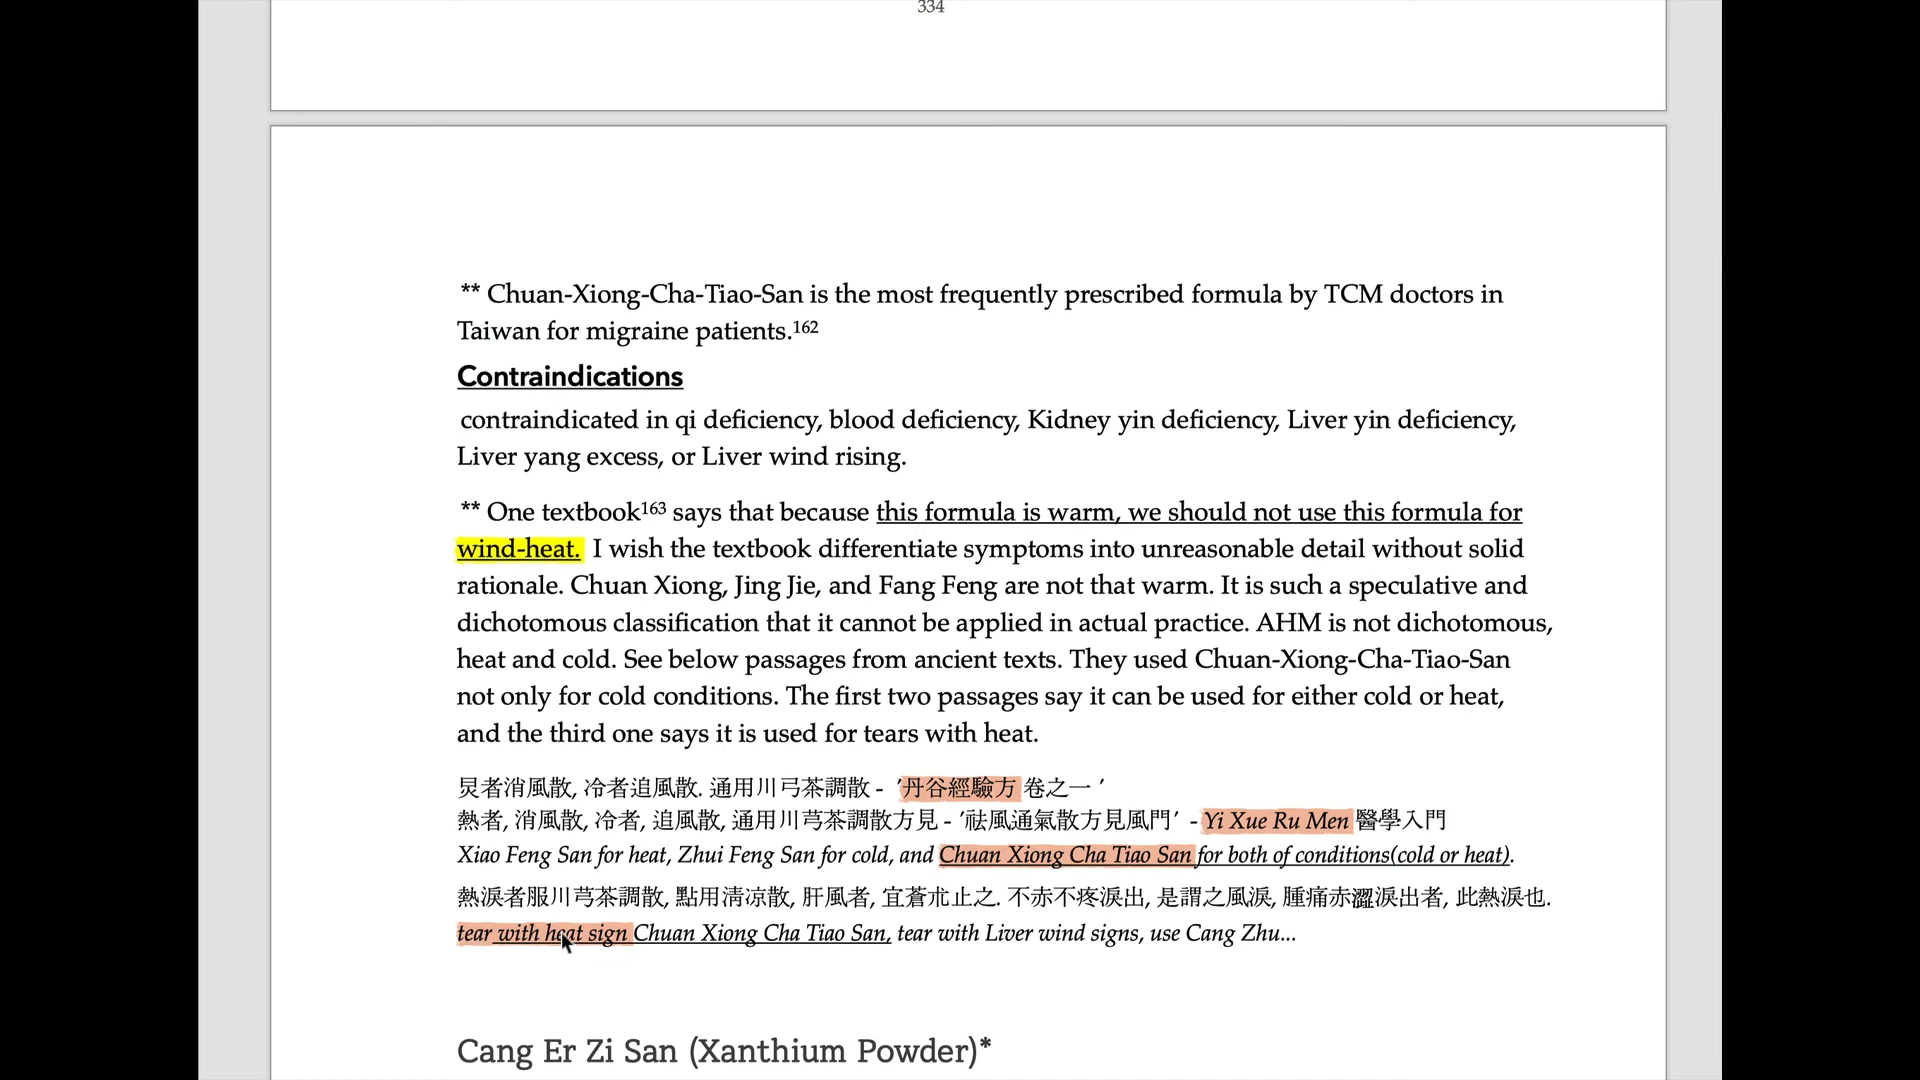 334
** Chuan-Xiong-Cha-Tiao-San is the most frequently prescribed formula by TCM doctors in
Taiwan for migraine patients.162
Contraindications
contraindicated in qi deficiency, blood deficiency, Kidney yin deficiency, Liver yin deficiency,
Liver yang excess, or Liver wind rising.
** One textbook163 says that because this formula is warm, we should not use this formula for
wind-heat. I wish the textbook differentiate symptoms into unreasonable detail without solid
rationale. Chuan Xiong, Jing Jie, and Fang Feng are not that warm. It is such a speculative and
dichotomous classification that it cannot be applied in actual practice. AHM is not dichotomous,
heat and cold. See below passages from ancient texts. They used Chuan-Xiong-Cha-Tiao-San
not only for cold conditions. The first two passages say it can be used for either cold or heat,
and the third one says it is used for tears with heat.
炅者消風散, 冷者追風散. 通用川弓茶調散 - '丹谷經驗方 卷之一 '
熱者, 消風散, 冷者, 追風散, 通用川芎茶調散方見 - '祛風通氣散方見風門' - Yi Xue Ru Men 醫學入門
Xiao Feng San for heat, Zhui Feng San for cold, and Chuan Xiong Cha Tiao San for both of conditions(cold or heat).
熱淚者服川芎茶調散, 點用淸凉散, 肝風者, 宜蒼朮止之. 不赤不疼淚出, 是謂之風淚, 腫痛赤澀淚出者, 此熱淚也.
tear with heat sign Chuan Xiong Cha Tiao San, tear with Liver wind signs, use Cang Zhu...
Cang Er Zi San (Xanthium Powder)*